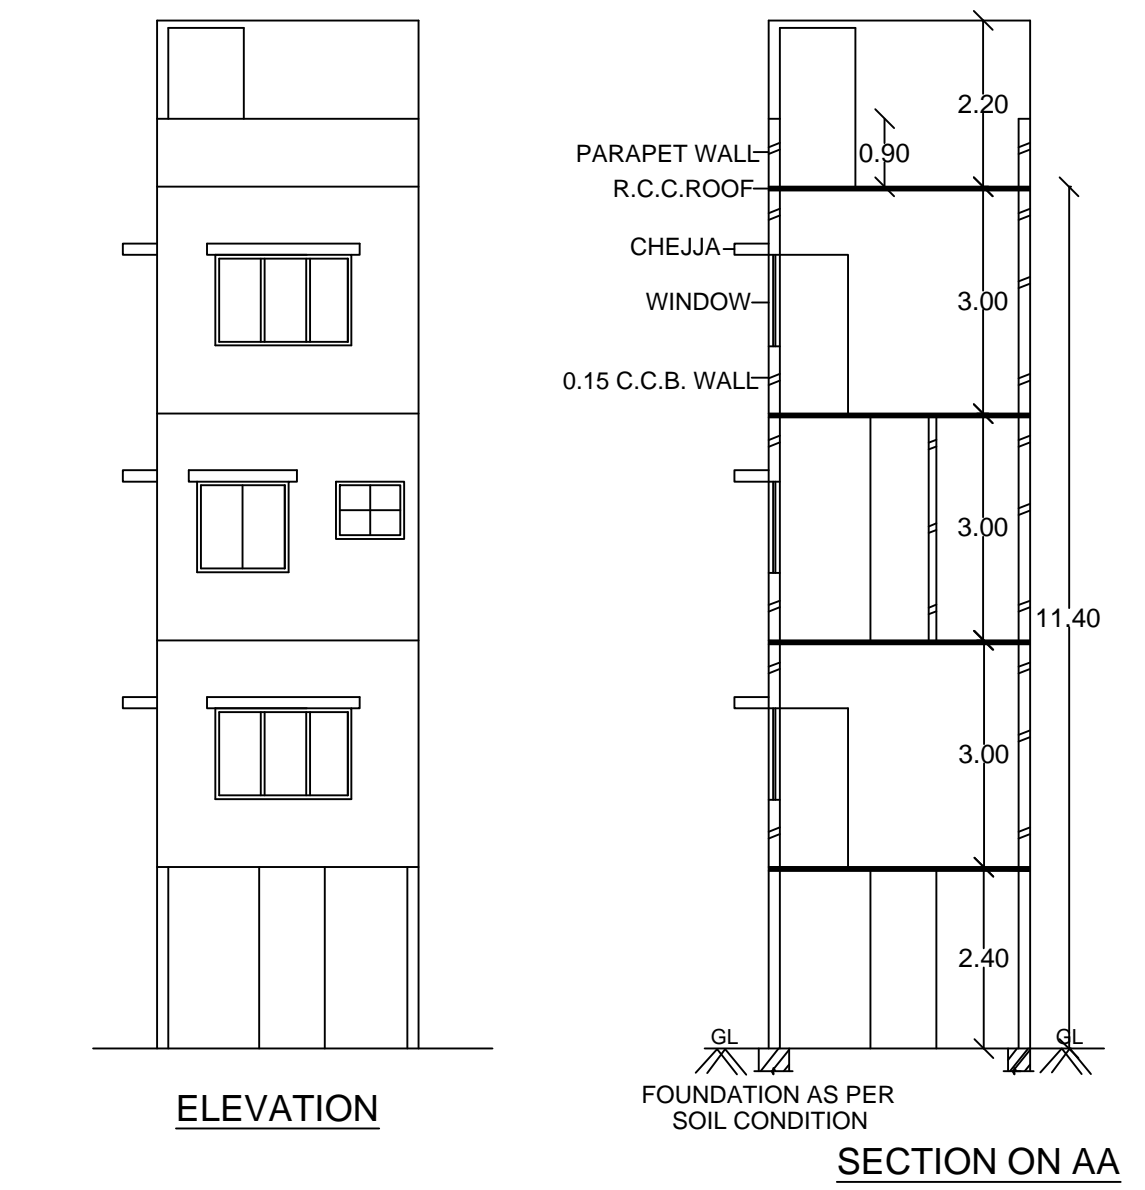 2.20
PARAPET WALL
0.90
R.C.C.ROOF
CHEJJA
WINDOW
3.00
0.15 C.C.B. WALL
3.00
11.40
3.00
2.40
GL
GL
FOUNDATION AS PER
SOIL CONDITION
ELEVATION
SECTION ON AA